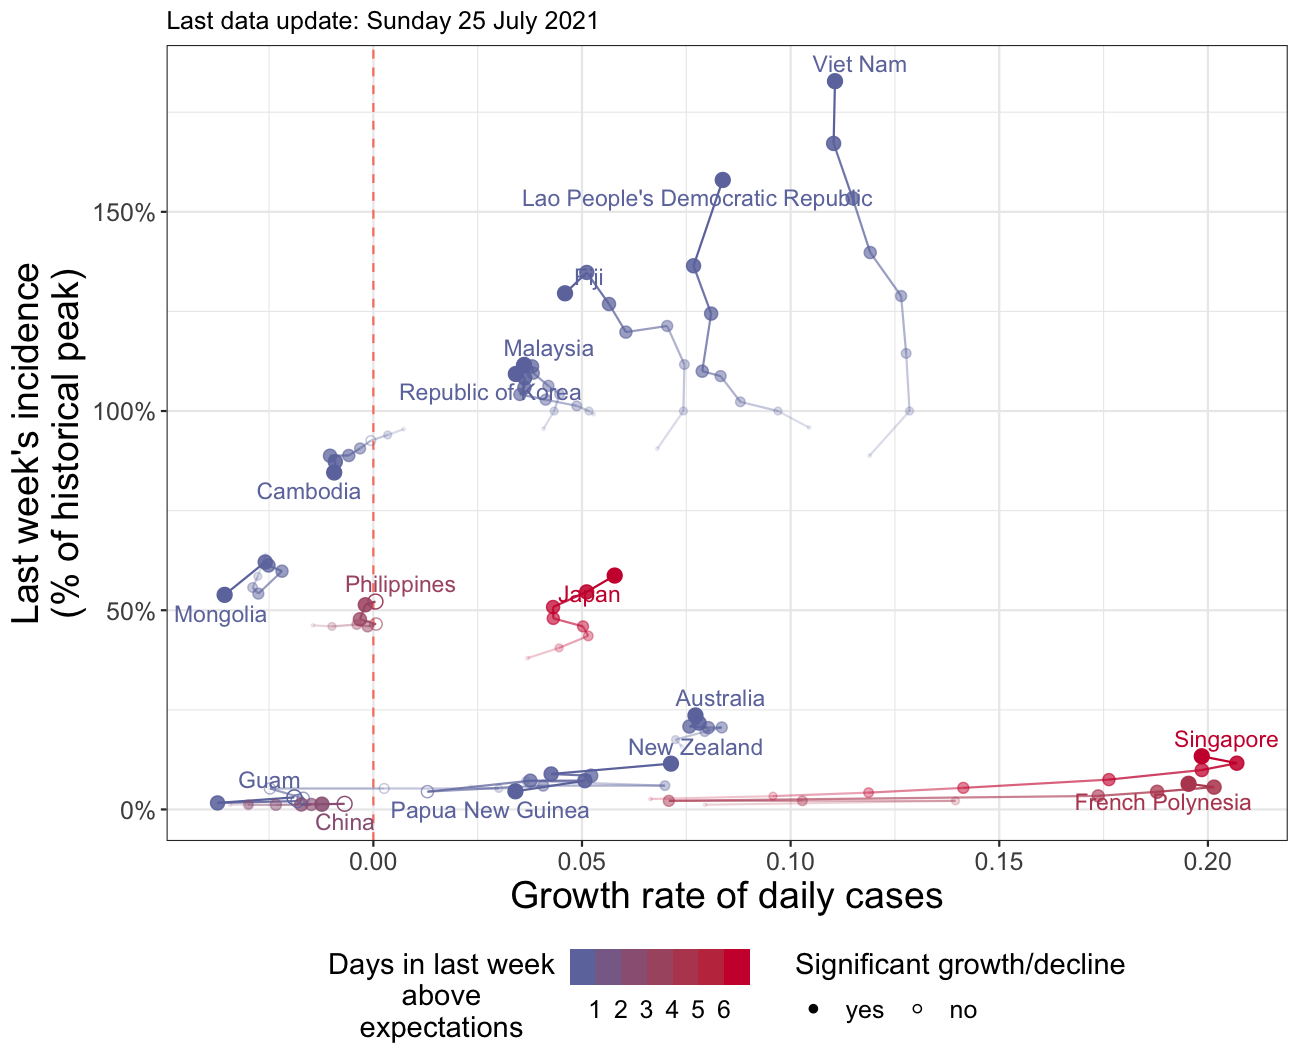 Last data update: Sunday 25 July 2021
Last week's incidence
(% of historical peak)
150%
100%
50%
0%
Viet Nam
Lao People's Democratic Republic
Fiji
Malaysia
Republic of Korea
Cambodia
Mongolia
Philippines
Japan
Australia
New Zealand
Singapore
Guam
Papua New Guinea
French Polynesia
China
0.00 0.05 0.10 0.15 0.20
Growth rate of daily cases
Days in last week
above
expectations
1 2 3 4 5 6
Significant growth/decline
yes no